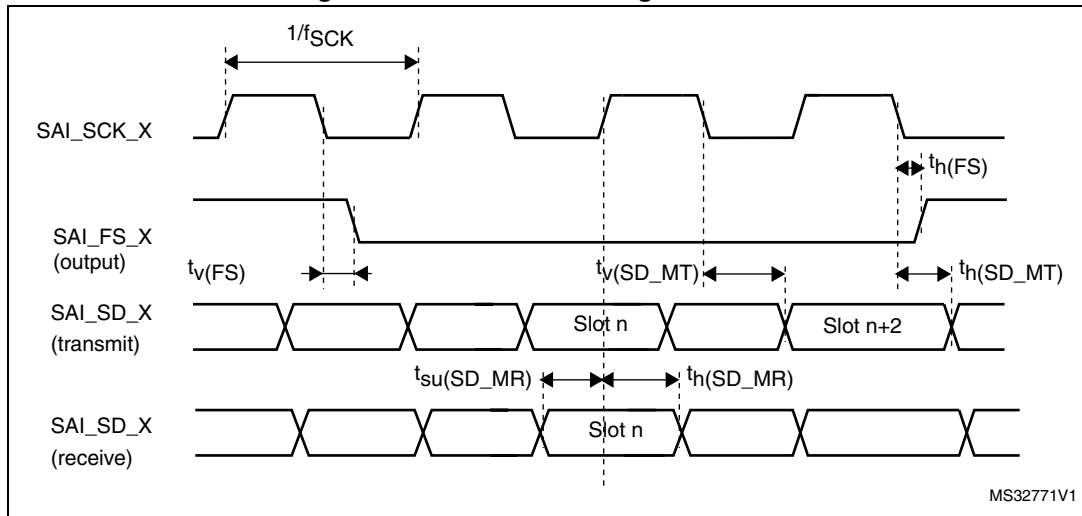 1/fSCK
SAI_SCK_X
th(FS)
SAI_FS_X
(output)
tv(FS)
tv(SD_MT)
th(SD_MT)
SAI_SD_X
(transmit)
Slot n
Slot n+2
tsu(SD_MR)
th(SD_MR)
SAI_SD_X
(receive)
Slot n
MS32771V1